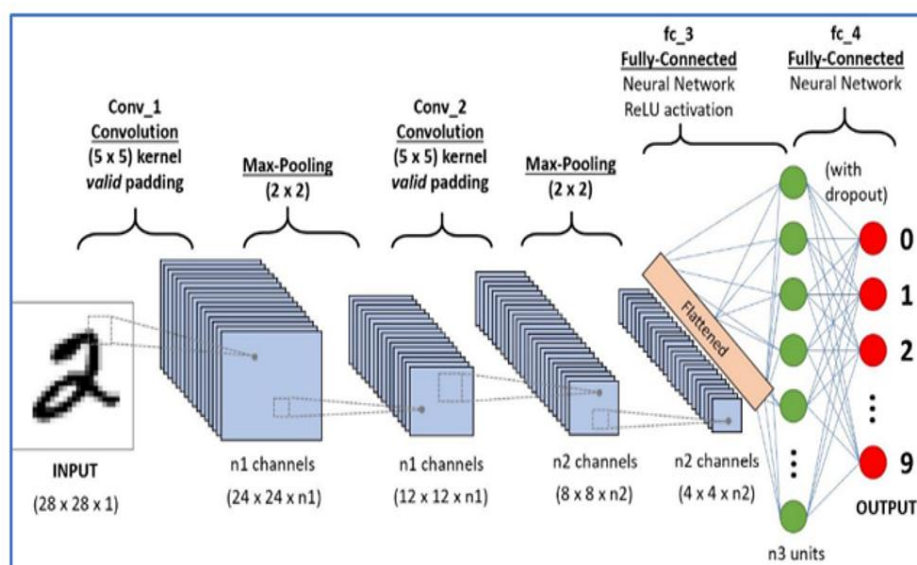 fc_3
Fully-Connected
Neural Network
ReLU activation
fc_4
Fully-Connected
Neural Network
Conv_1
Convolution
(5 x 5) kernel
valid padding
Max-Pooling
(2 x 2)
Conv_2
Convolution
(5 x 5) kernel
valid padding
Max-Pooling
(2 x 2)
(with
dropout)
Flattened
2
0
1
2
9
INPUT
(28 x 28 x 1)
n1 channels
(24 x 24 x n1)
n1 channels
(12 x 12 x n1)
n2 channels
(8 x 8 x n2)
n2 channels
(4 x 4 x n2)
OUTPUT
n3 units